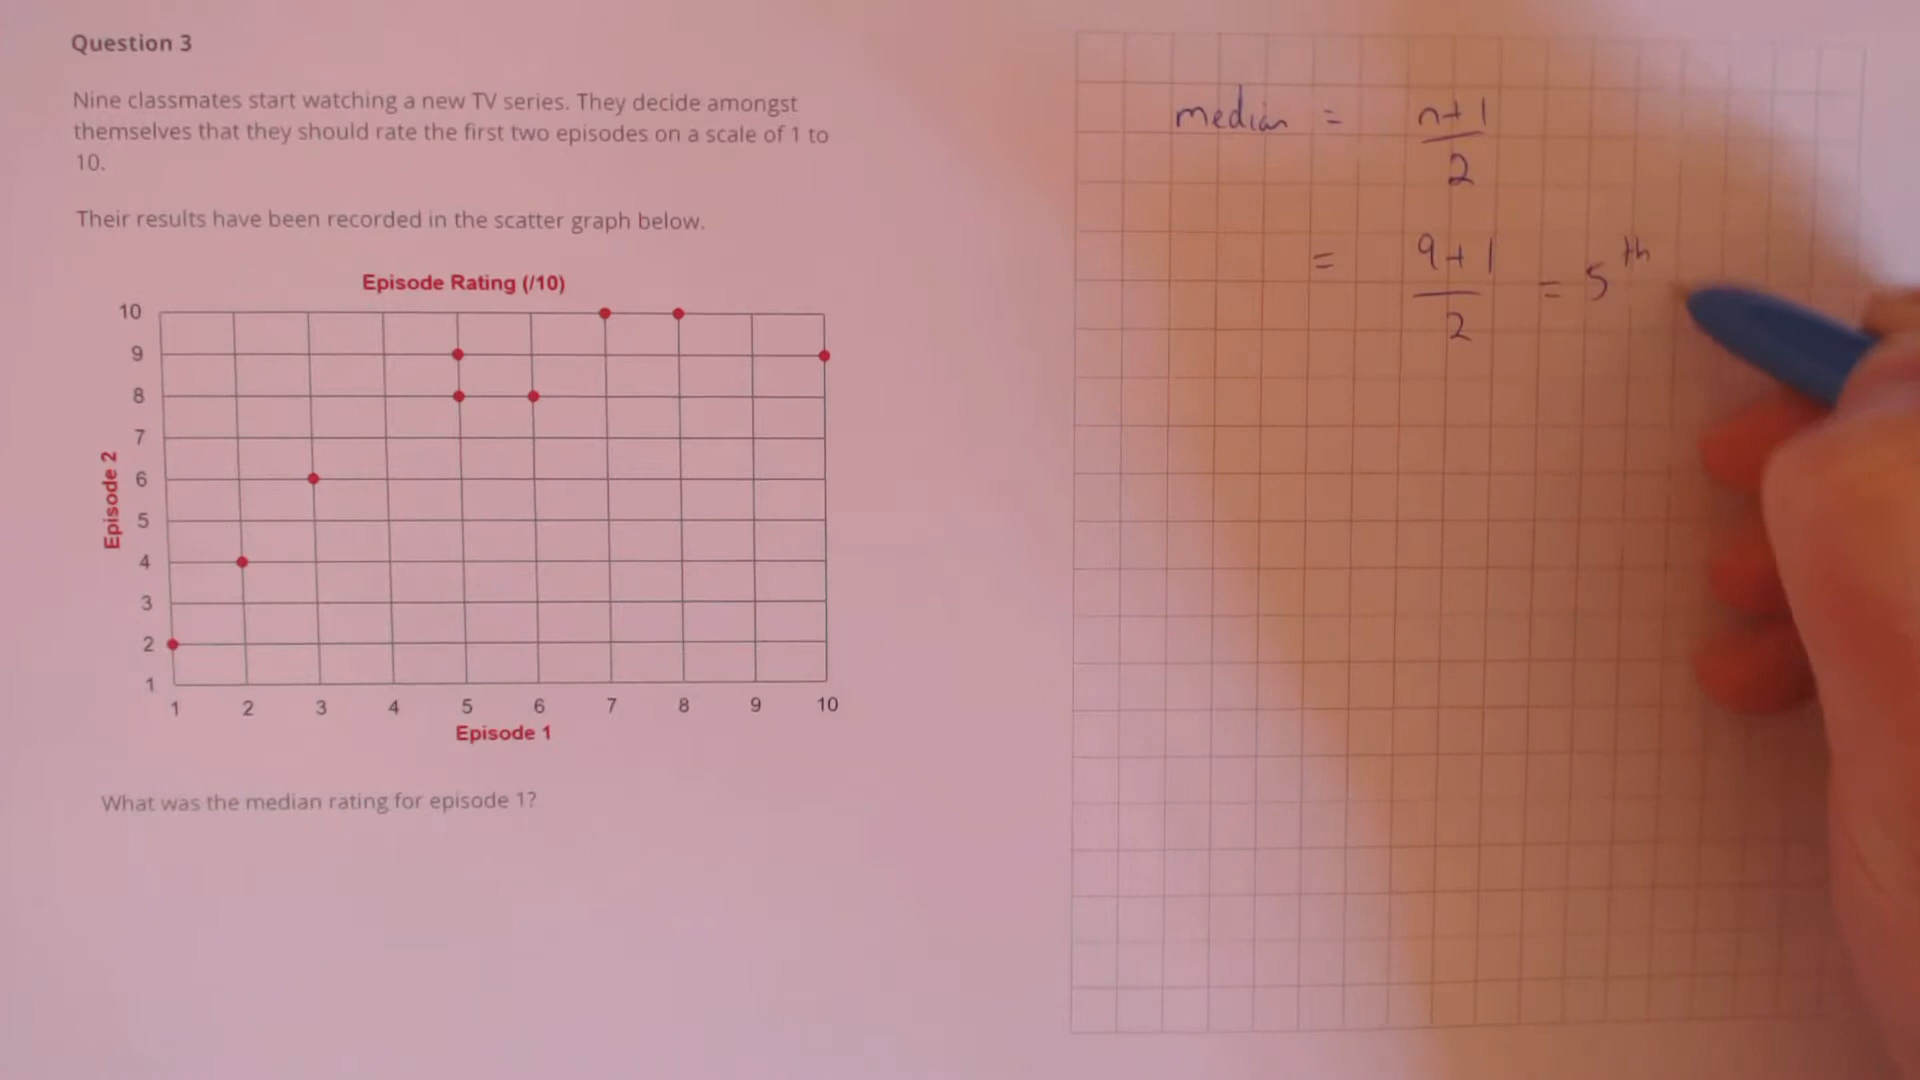 Question 3
Nine classmates start watching a new TV series. They decide amongst
themselves that they should rate the first two episodes on a scale of 1 to
10.
Their results have been recorded in the scatter graph below.
Episode Rating (/10)
10
9
8
7
6
5
4
3
2
1
Episode 2
1 2 3 4 5 6 7 8 9 10
Episode 1
What was the median rating for episode 1?
median = n+1
2
= 9+1 = 5th
2